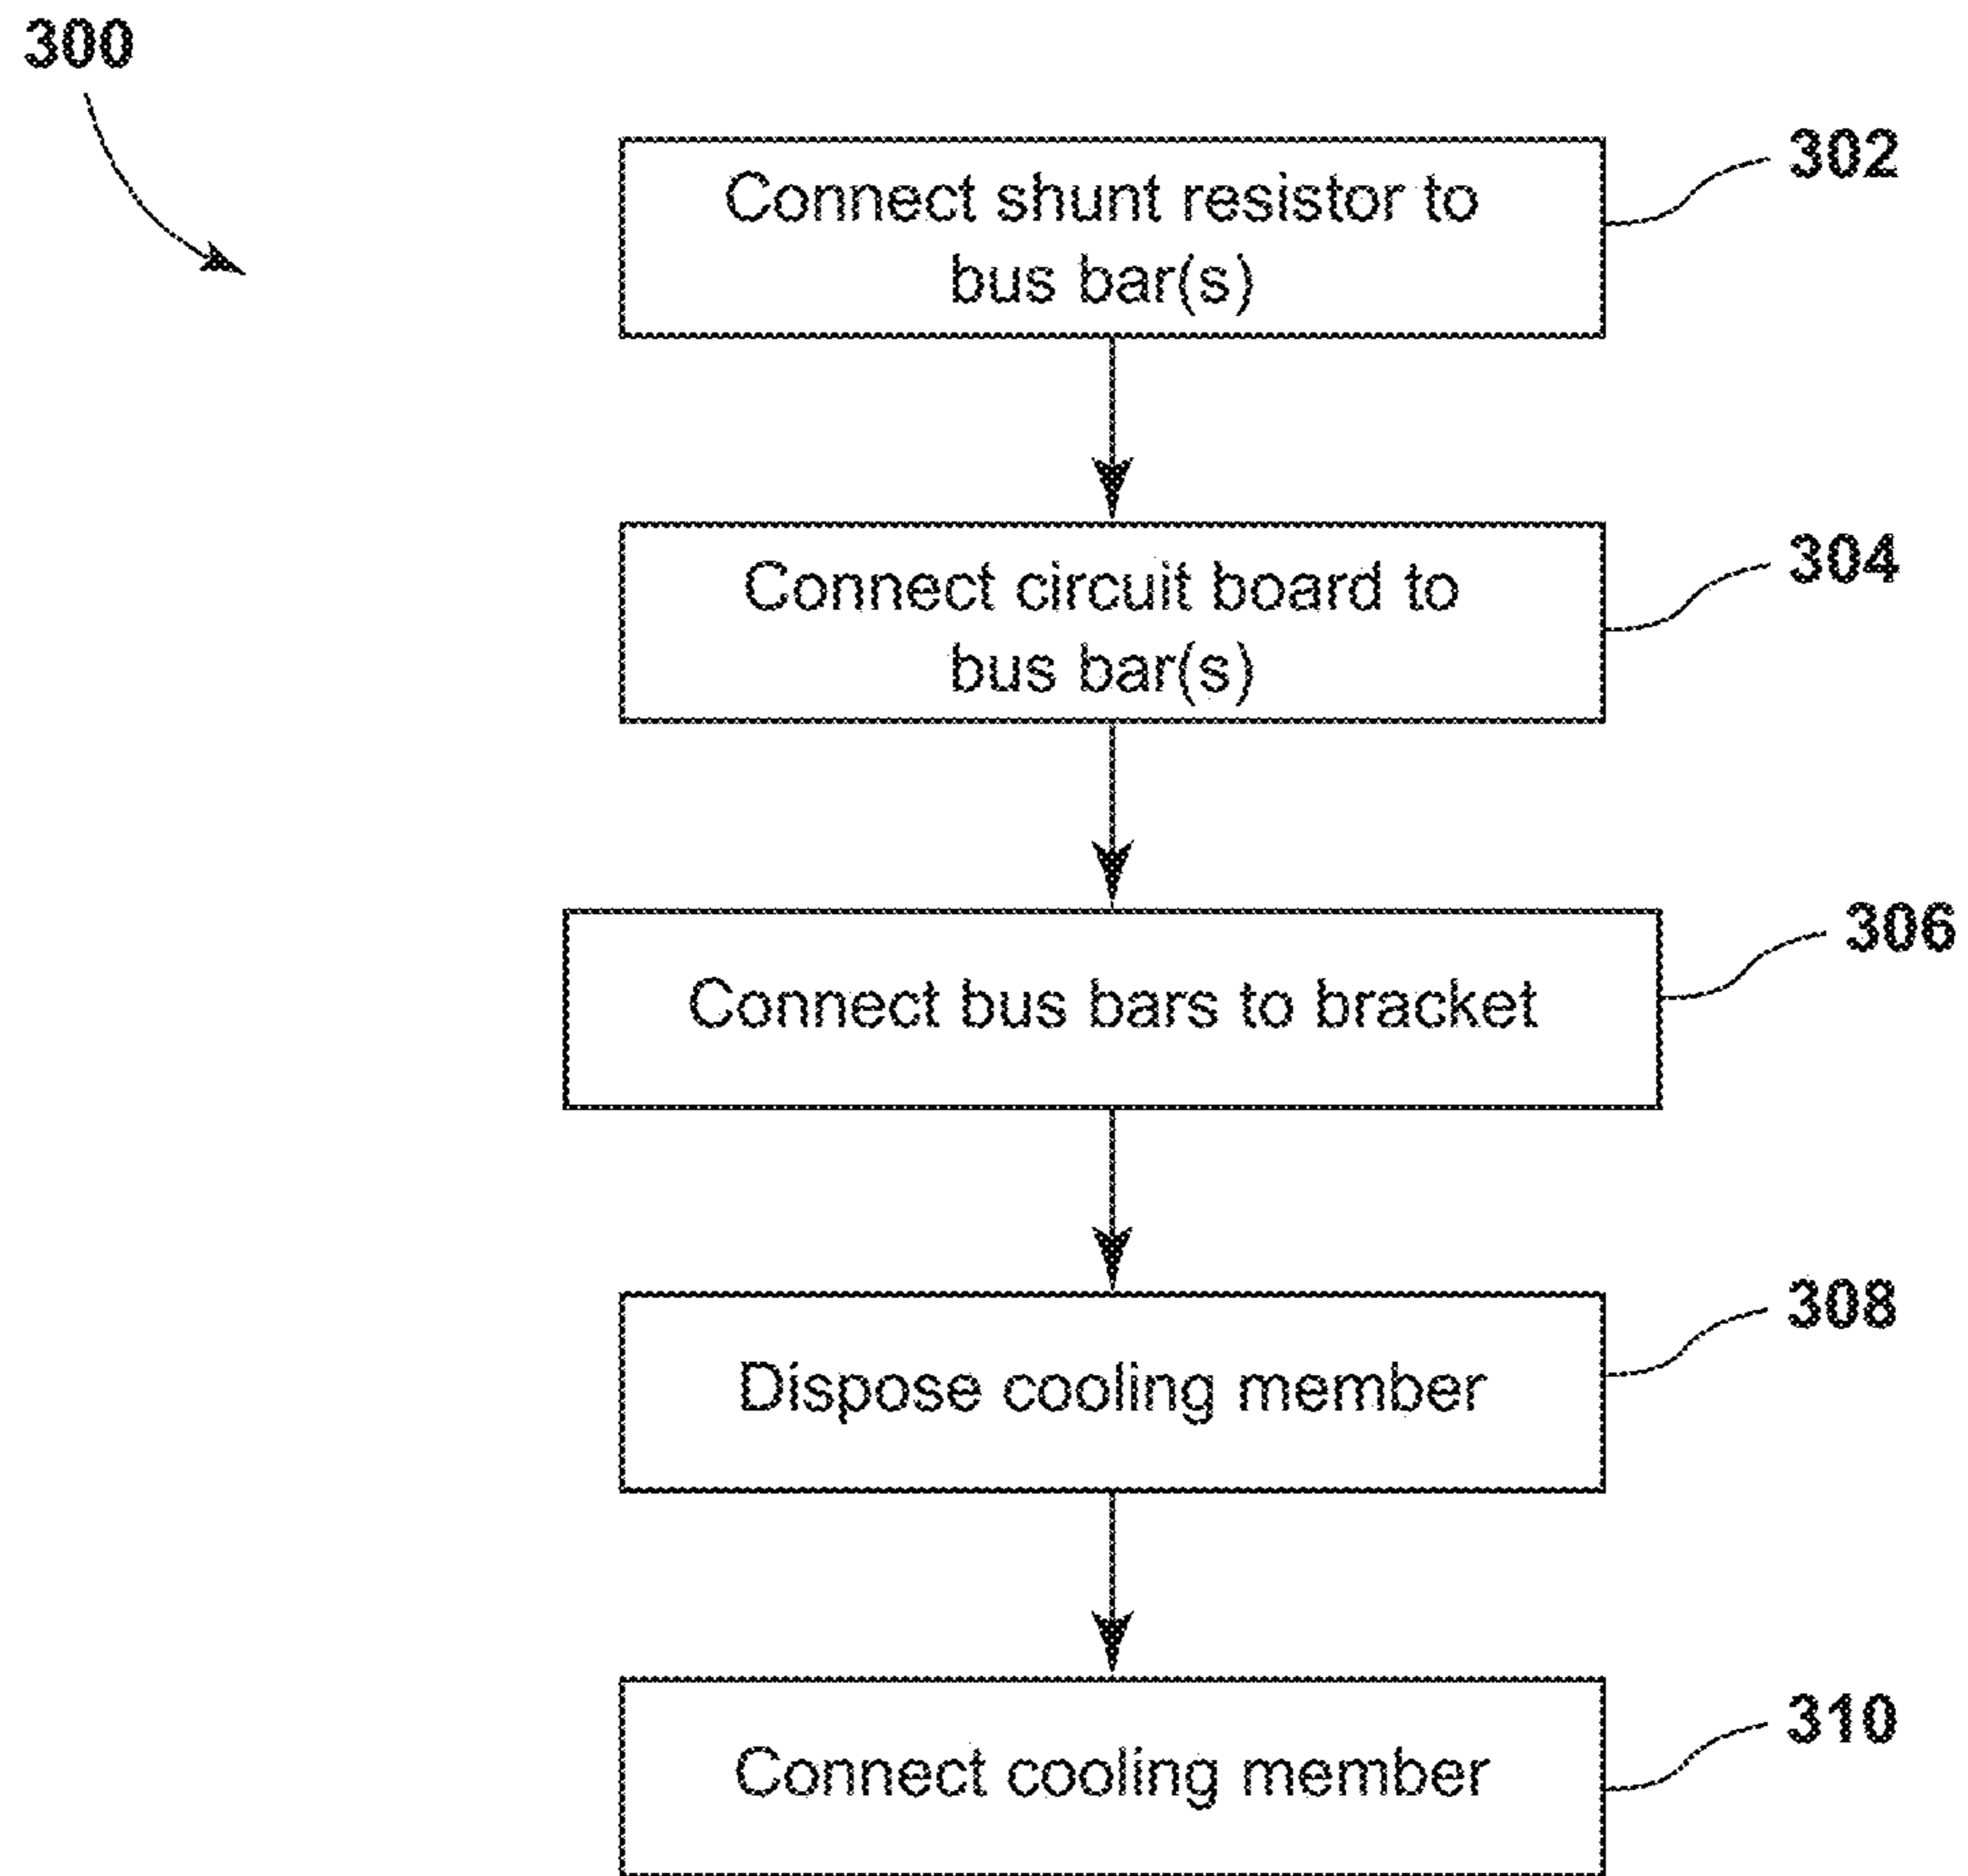 300
302
Connect shunt resistor to
bus bar(s)
304
Connect circuit board to
bus bar(s)
306
Connect bus bars to bracket
308
Dispose cooling member
310
Connect cooling member